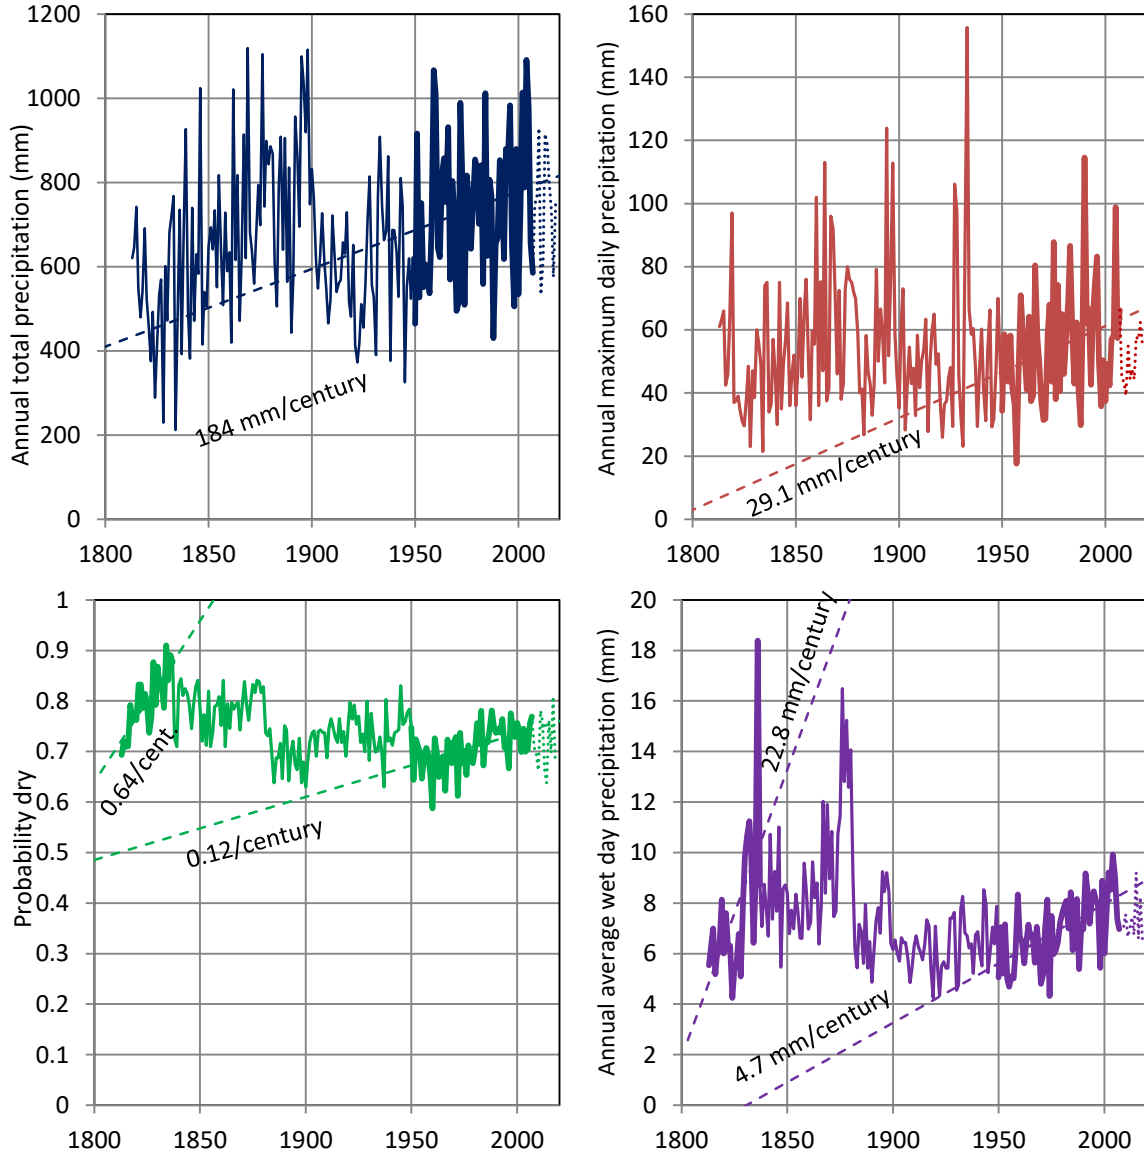 Annual total precipitation (mm)
1200
1000
800
600
400
200
0
184 mm/century
1800 1850 1900 1950 2000
Annual maximum daily precipitation (mm)
160
140
120
100
80
60
40
20
0
29.1 mm/century
1800 1850 1900 1950 2000
Probability dry
1
0.9
0.8
0.7
0.6
0.5
0.4
0.3
0.2
0.1
0
0.64/cent.
0.12/century
1800 1850 1900 1950 2000
Annual average wet day precipitation (mm)
20
18
16
14
12
10
8
6
4
2
0
22.8 mm/century
4.7 mm/century
1800 1850 1900 1950 2000